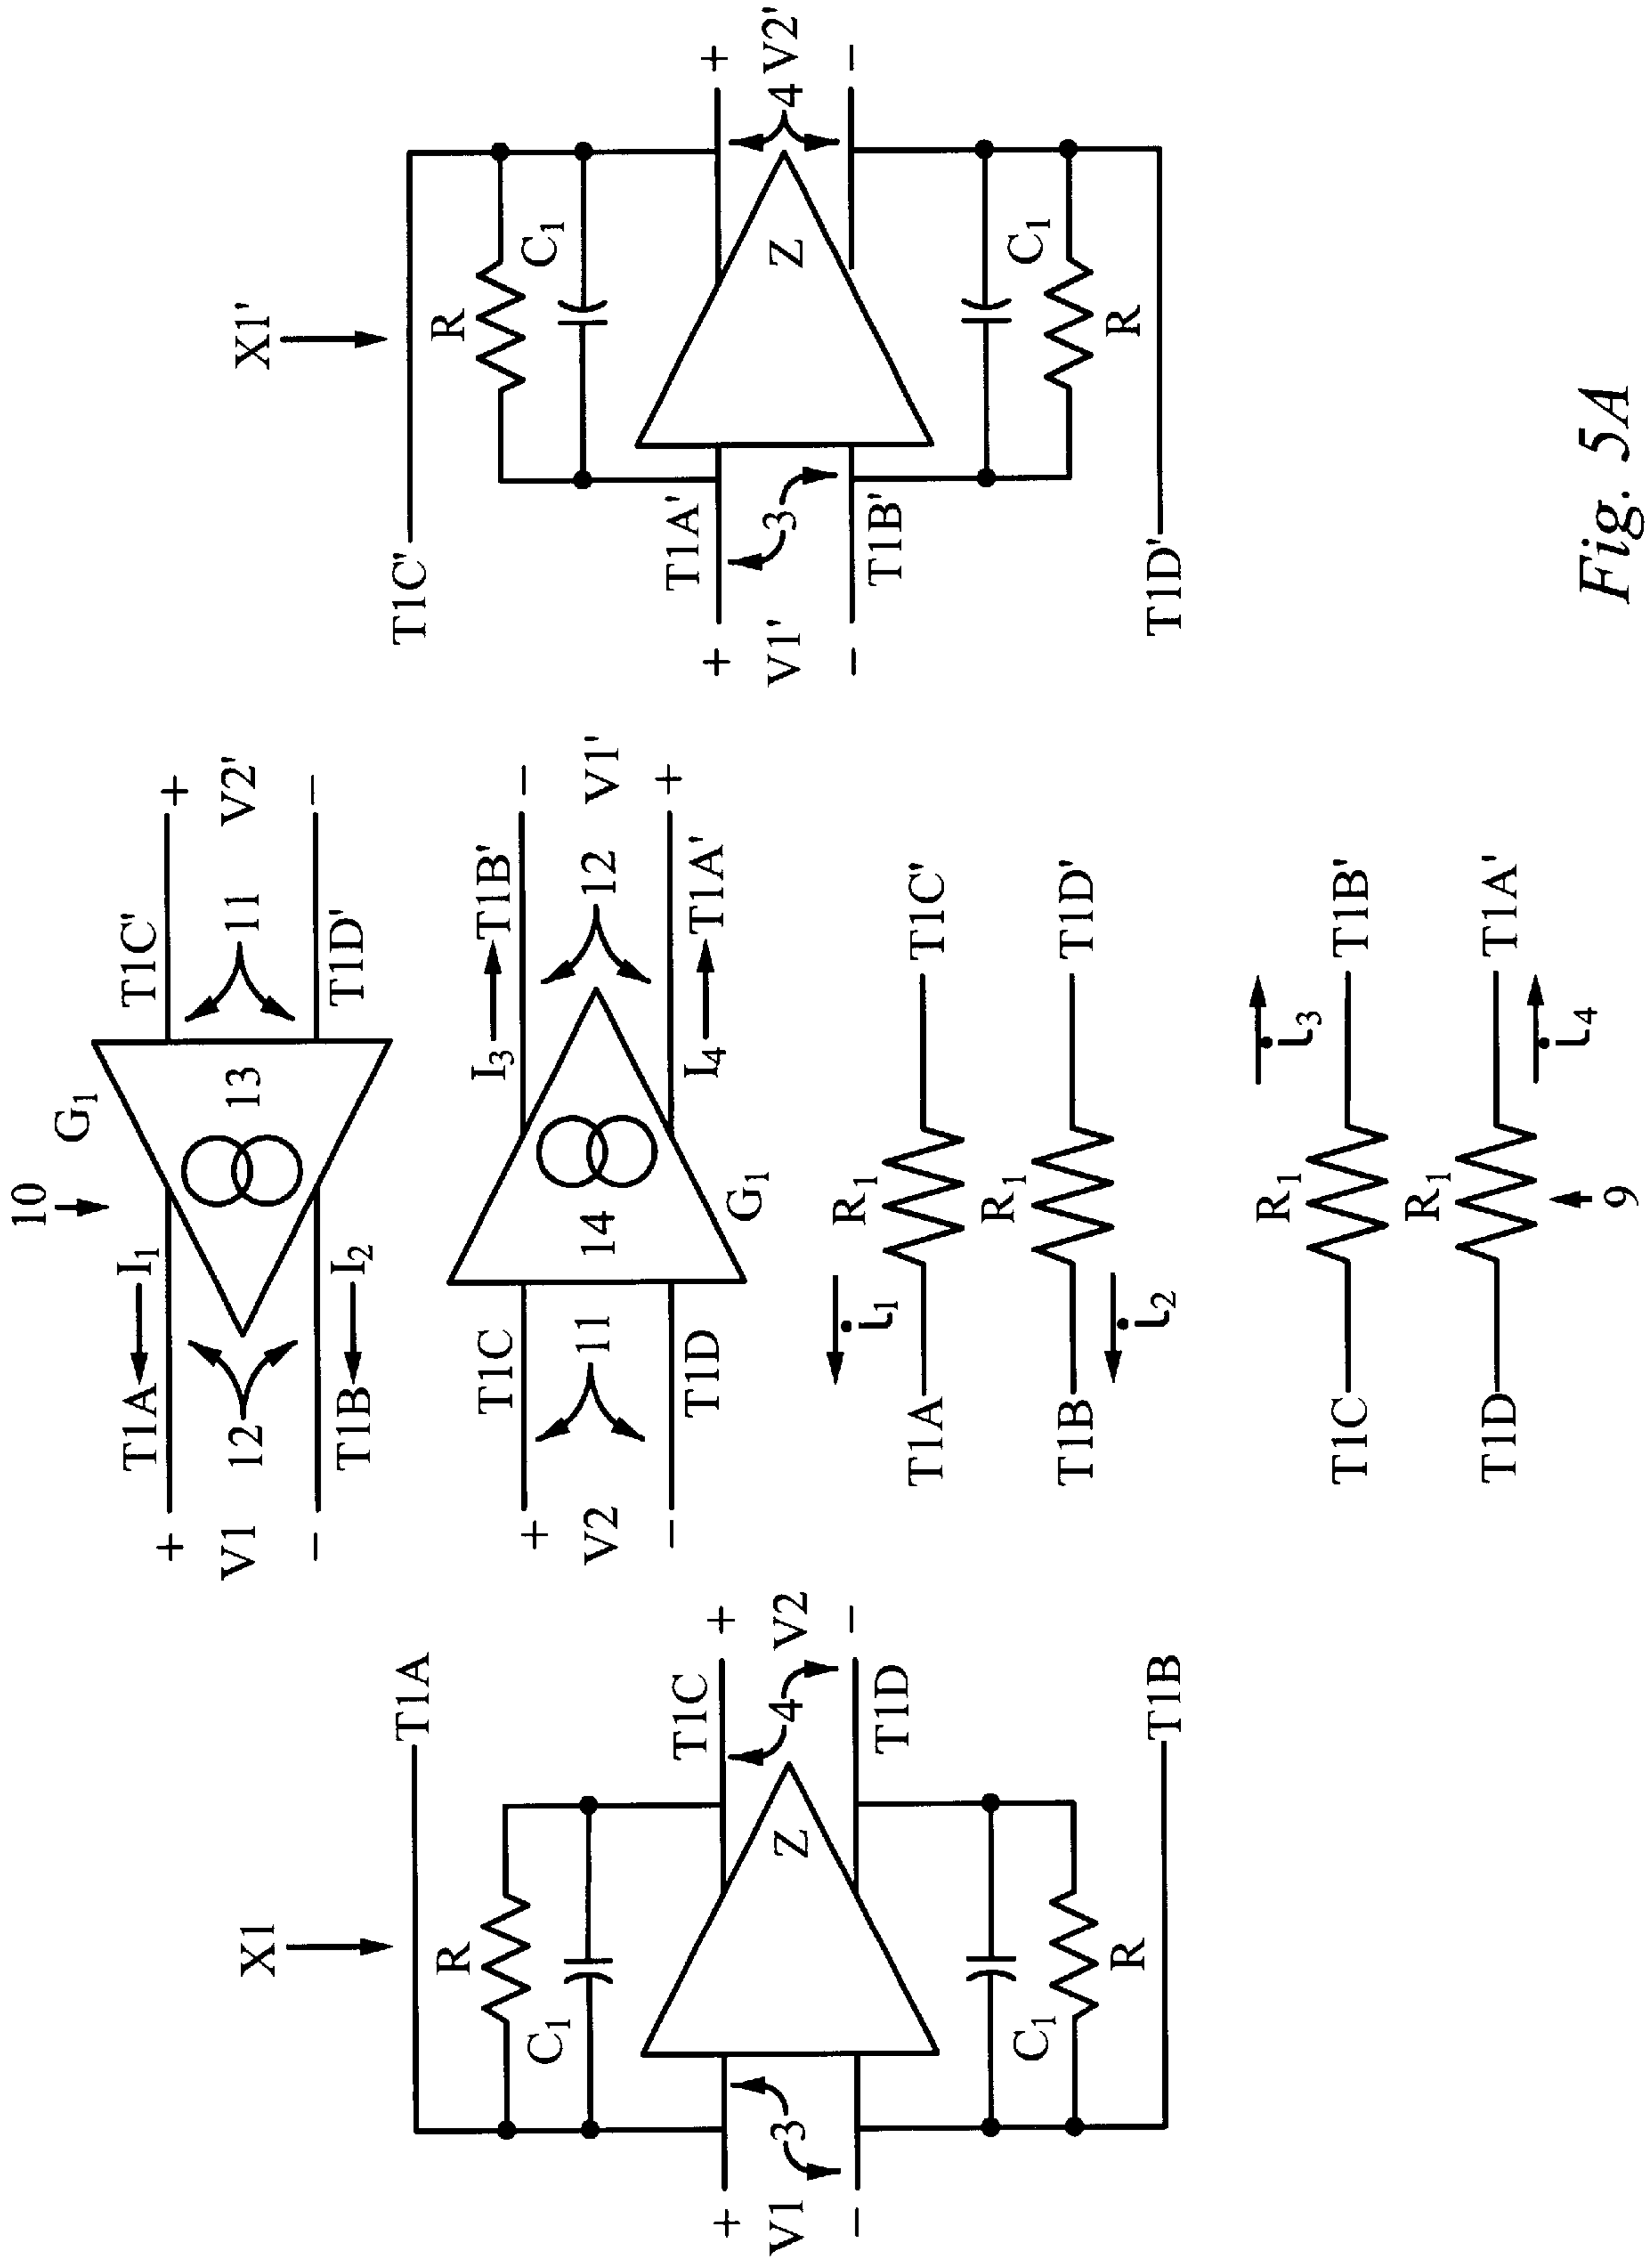 X1
T1A
R
C1
+
V1
3
−
Z
T1C
+
4
V2
−
T1D
C1
R
T1B
10
G1
T1A
I1
T1C'
+
+
V1
12
13
11
V2'
−
−
T1B
I2
T1D'
I3
T1B'
−
T1C
+
V2
11
14
12
V1'
−
T1D
G1
I4
T1A'
+
i1
R1
T1A
T1C'
R1
T1B
T1D'
i2
i3
R1
T1C
T1B'
R1
T1D
T1A'
9
i4
X1'
T1C'
R
C1
T1A'
+
V1'
3
−
T1B'
Z
+
4
V2'
−
C1
R
T1D'
Fig. 5A